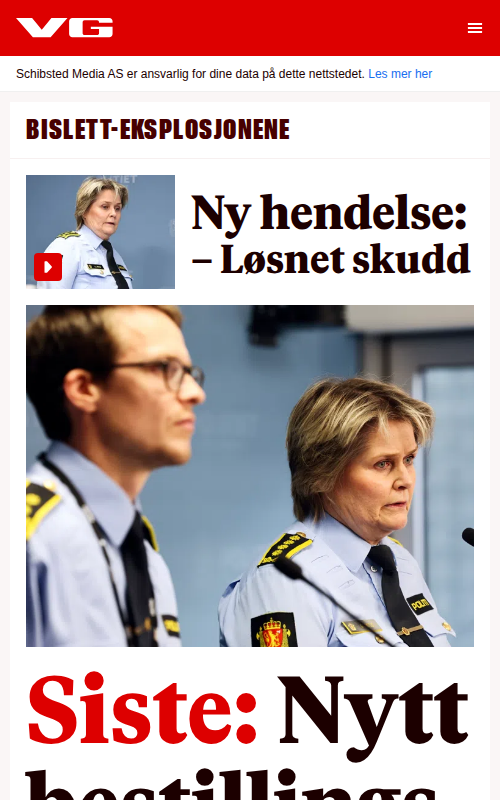 VG
Schibsted Media AS er ansvarlig for dine data på dette nettstedet. Les mer her
BISLETT-EKSPLOSJONENE
Ny hendelse:
– Løsnet skudd
POLITI
Siste: Nytt
bestillings